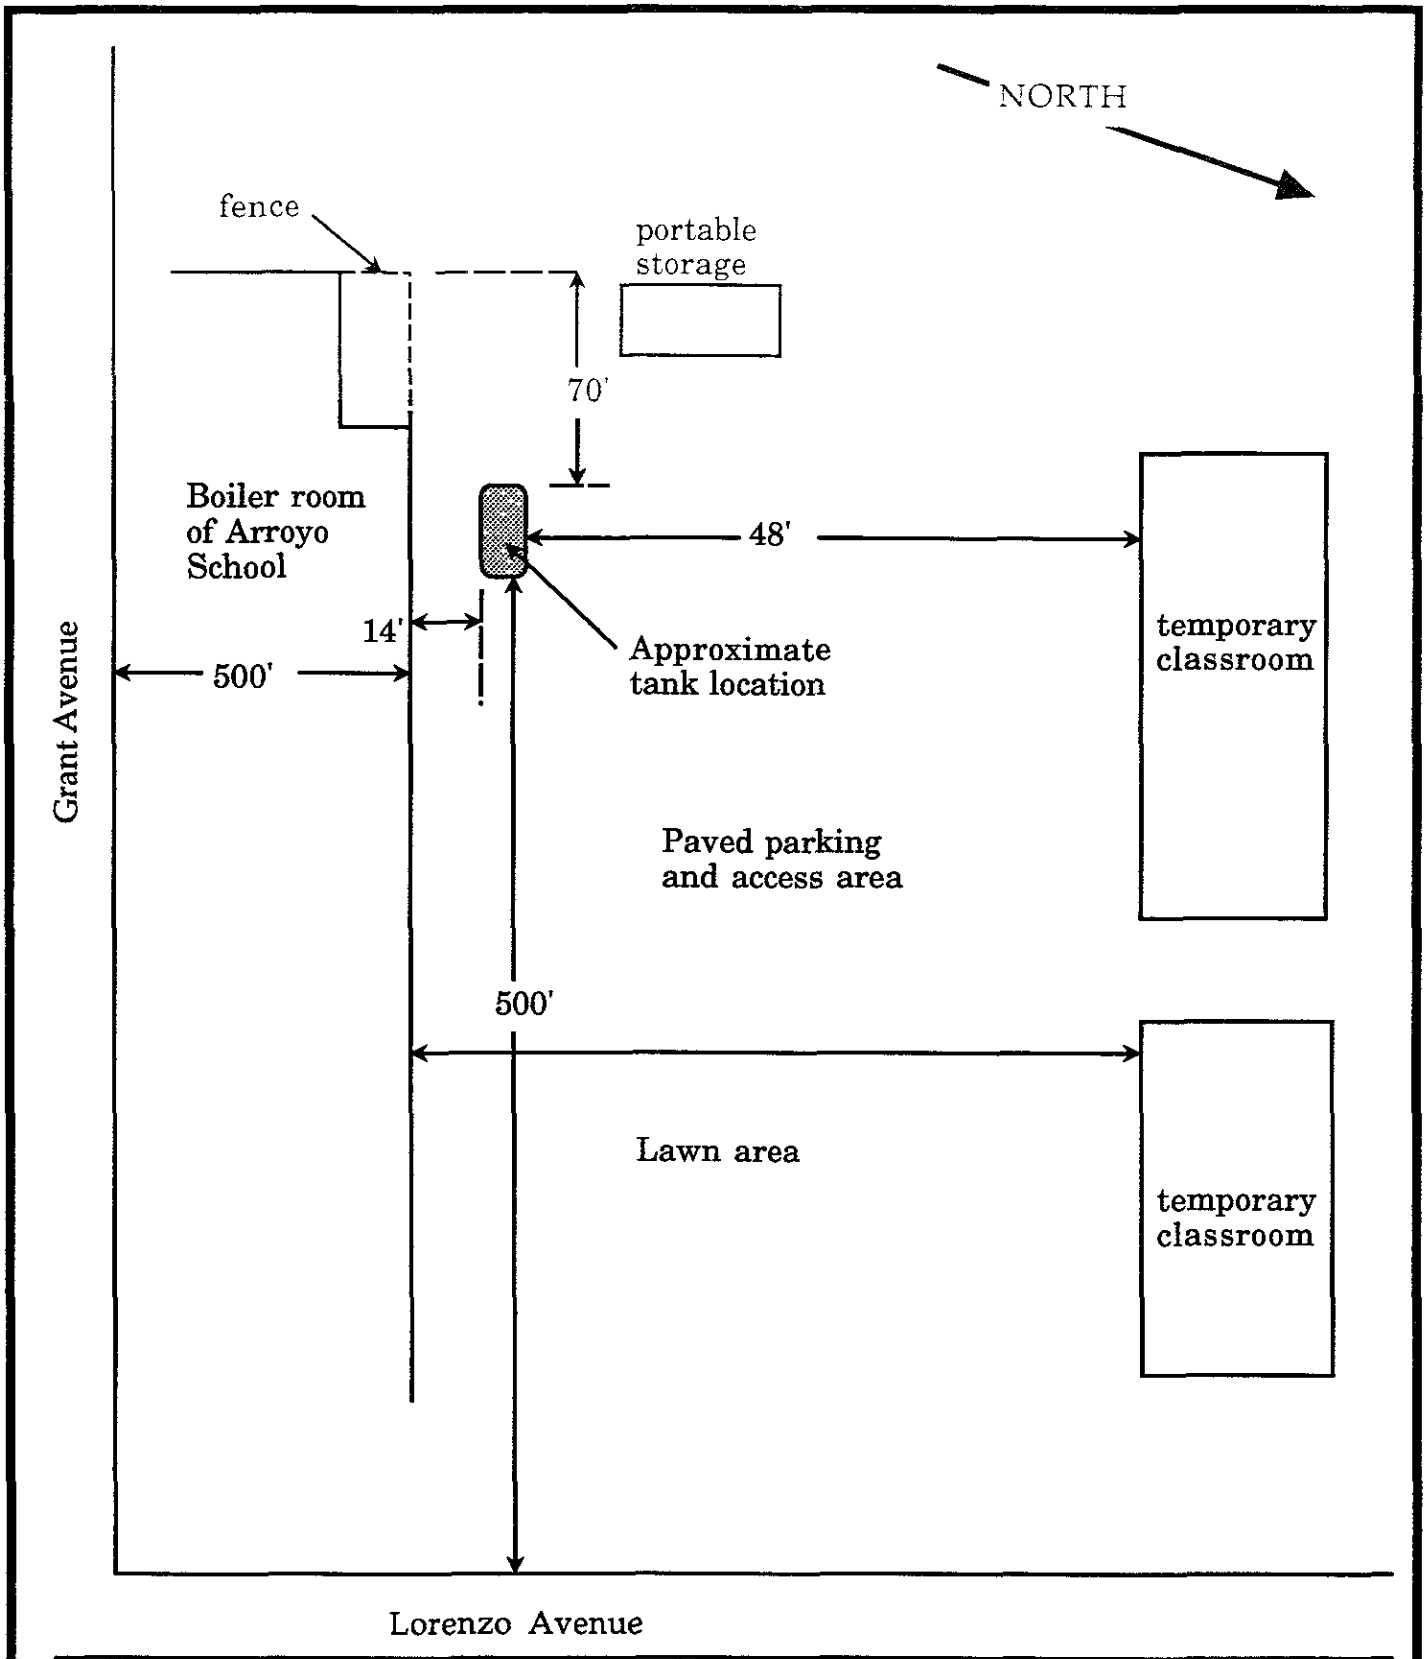 NORTH
fence
portable
storage
70'
Boiler room
of Arroyo
School
48'
14'
Approximate
tank location
temporary
classroom
500'
Grant Avenue
Paved parking
and access area
500'
Lawn area
temporary
classroom
Lorenzo Avenue